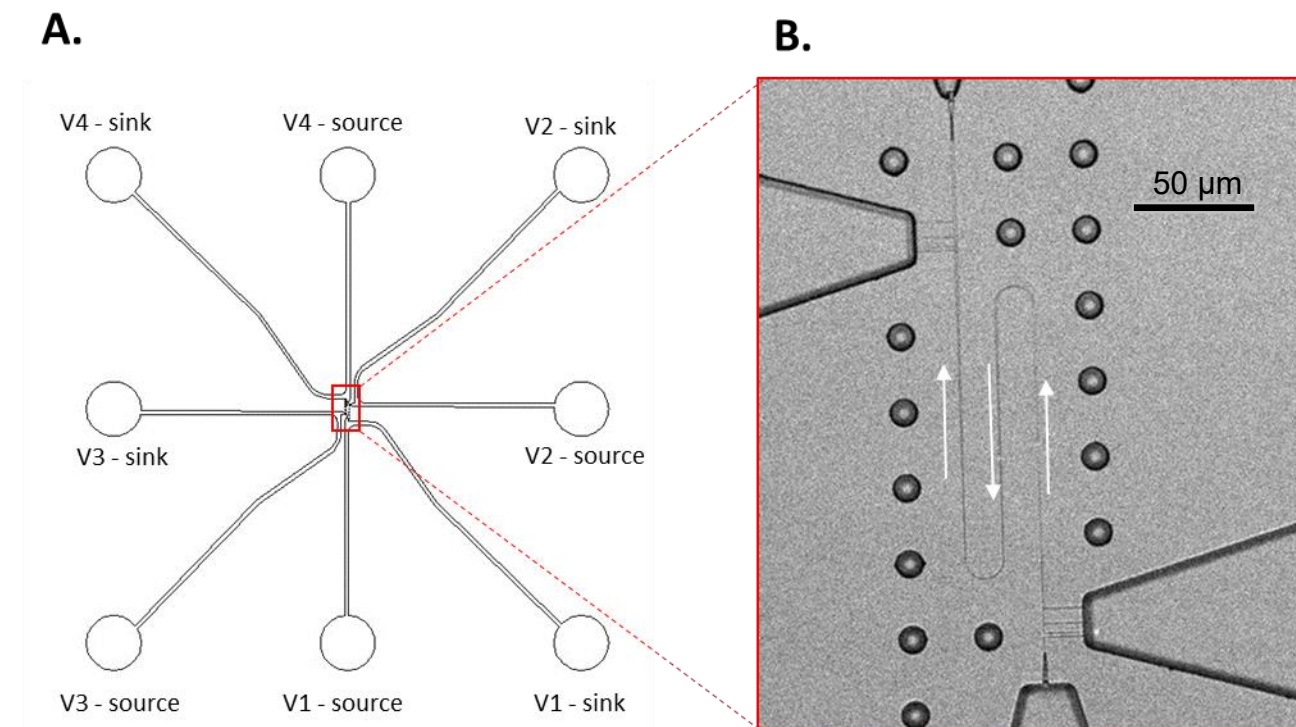 A.
B.
V4 - sink
V4 - source
V2 - sink
50 µm
V3 - sink
V2 - source
V3 - source
V1 - source
V1 - sink